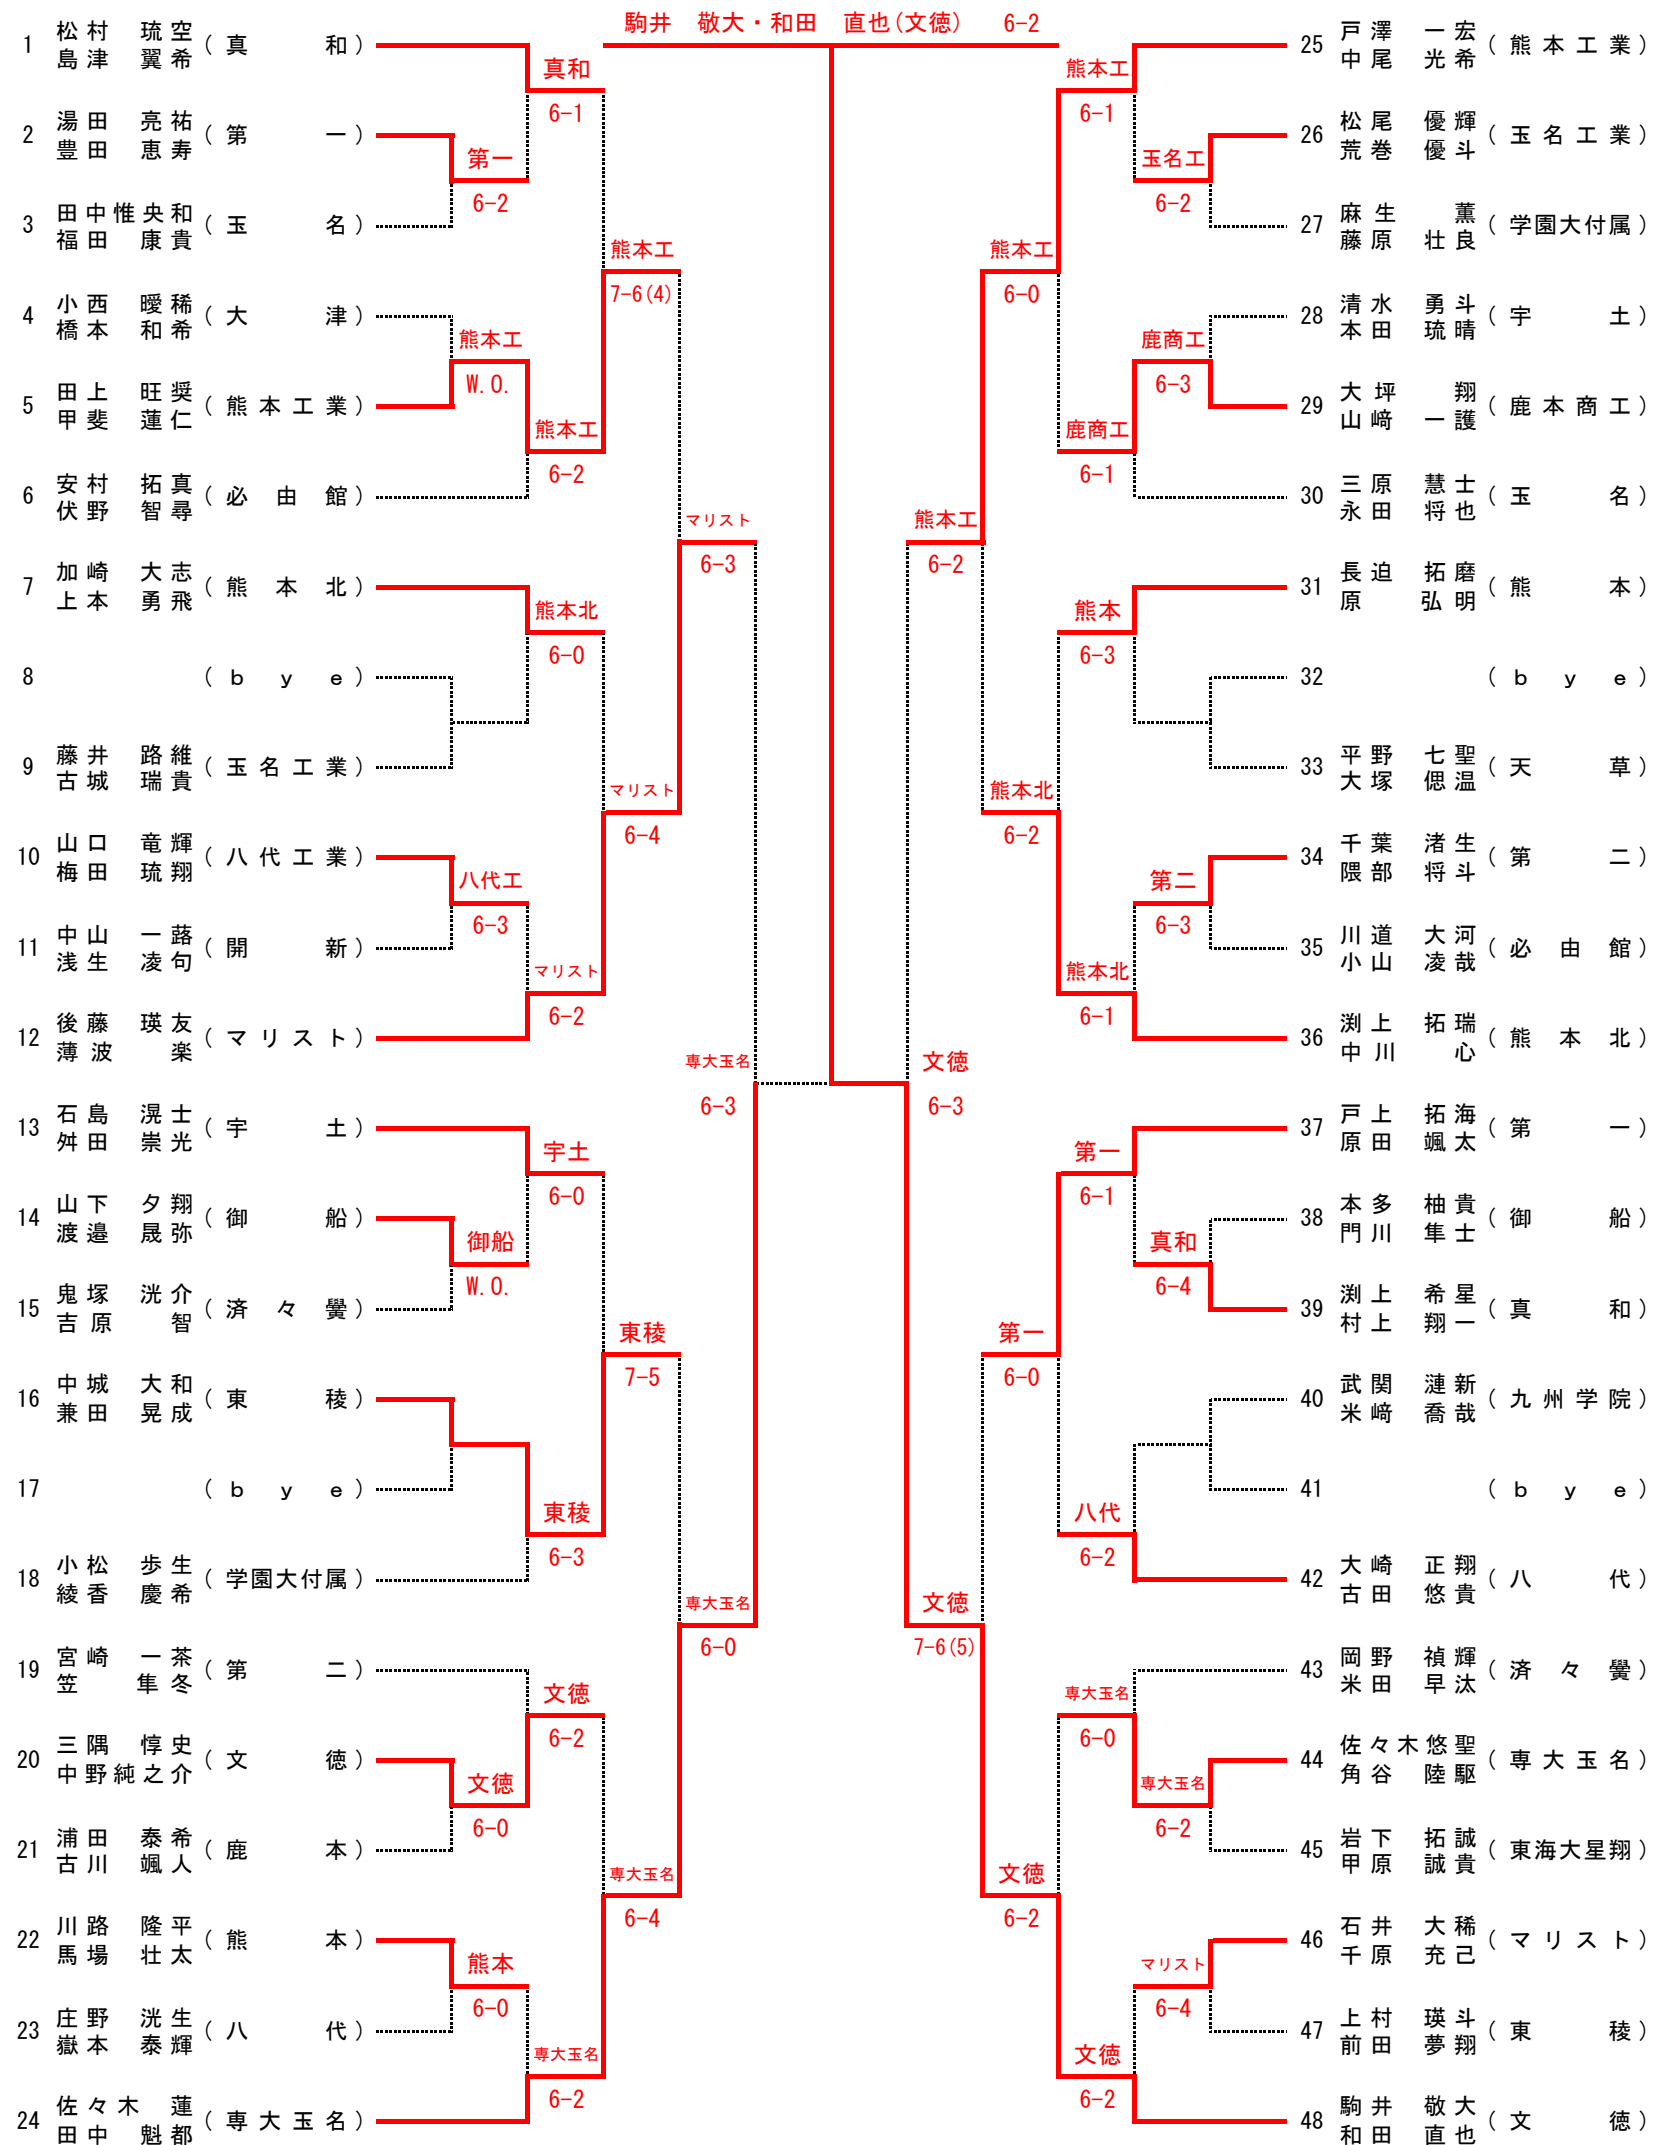 駒井 敬大・和田 直也(文徳) 6-2
1 松村 琉空 島津 翼希 (真和)
2 湯田 亮祐 豊田 恵寿 (第一)
3 田中惟央和 福田 康貴 (玉名)
4 小西 曖稀 橋本 和希 (大津)
5 田上 旺奨 甲斐 蓮仁 (熊本工業)
6 安村 拓真 伏野 智尋 (必由館)
7 加崎 大志 上本 勇飛 (熊本北)
8 (bye)
9 藤井 路維 古城 瑞貴 (玉名工業)
10 山口 竜輝 梅田 琉翔 (八代工業)
11 中山 一蕗 浅生 凌句 (開新)
12 後藤 瑛友 薄波 楽 (マリスト)
13 石島 滉士 舛田 崇光 (宇土)
14 山下 夕翔 渡邉 晟弥 (御船)
15 鬼塚 洸介 吉原 智 (済々黌)
16 中城 大和 兼田 晃成 (東稜)
17 (bye)
18 小松 歩生 綾香 慶希 (学園大付属)
19 宮崎 一茶 笠 隼冬 (第二)
20 三隅 惇史 中野純之介 (文徳)
21 浦田 泰希 古川 颯人 (鹿本)
22 川路 隆平 馬場 壮太 (熊本)
23 庄野 洸生 嶽本 泰輝 (八代)
24 佐々木 蓮 田中 魁都 (専大玉名)
第一 6-2
熊本工 W.O.
八代工 6-3
御船 W.O.
文徳 6-0
熊本 6-0
真和 6-1
熊本工 6-2
熊本北 6-0
マリスト 6-2
宇土 6-0
東稜 6-3
文徳 6-2
専大玉名 6-2
熊本工 7-6(4)
マリスト 6-4
東稜 7-5
専大玉名 6-4
マリスト 6-3
専大玉名 6-0
専大玉名 6-3
文徳 6-3
熊本工 6-2
文徳 7-6(5)
熊本工 6-0
熊本北 6-2
第一 6-0
文徳 6-2
熊本工 6-1
鹿商工 6-1
熊本 6-3
熊本北 6-1
第一 6-1
八代 6-2
専大玉名 6-0
文徳 6-2
玉名工 6-2
鹿商工 6-3
第二 6-3
真和 6-4
専大玉名 6-2
マリスト 6-4
25 戸澤 一宏 中尾 光希 (熊本工業)
26 松尾 優輝 荒巻 優斗 (玉名工業)
27 麻生 薫 藤原 壮良 (学園大付属)
28 清水 勇斗 本田 琉晴 (宇土)
29 大坪 翔 山﨑 一護 (鹿本商工)
30 三原 慧士 永田 将也 (玉名)
31 長迫 拓磨 原 弘明 (熊本)
32 (bye)
33 平野 七聖 大塚 偲温 (天草)
34 千葉 渚生 隈部 将斗 (第二)
35 川道 大河 小山 凌哉 (必由館)
36 渕上 拓瑞 中川 心 (熊本北)
37 戸上 拓海 原田 颯太 (第一)
38 本多 柚貴 門川 隼士 (御船)
39 渕上 希星 村上 翔一 (真和)
40 武関 漣新 米﨑 喬哉 (九州学院)
41 (bye)
42 大崎 正翔 古田 悠貴 (八代)
43 岡野 禎輝 米田 早汰 (済々黌)
44 佐々木悠聖 角谷 陸駆 (専大玉名)
45 岩下 拓誠 甲原 誠貴 (東海大星翔)
46 石井 大稀 千原 充己 (マリスト)
47 上村 瑛斗 前田 夢翔 (東稜)
48 駒井 敬大 和田 直也 (文徳)